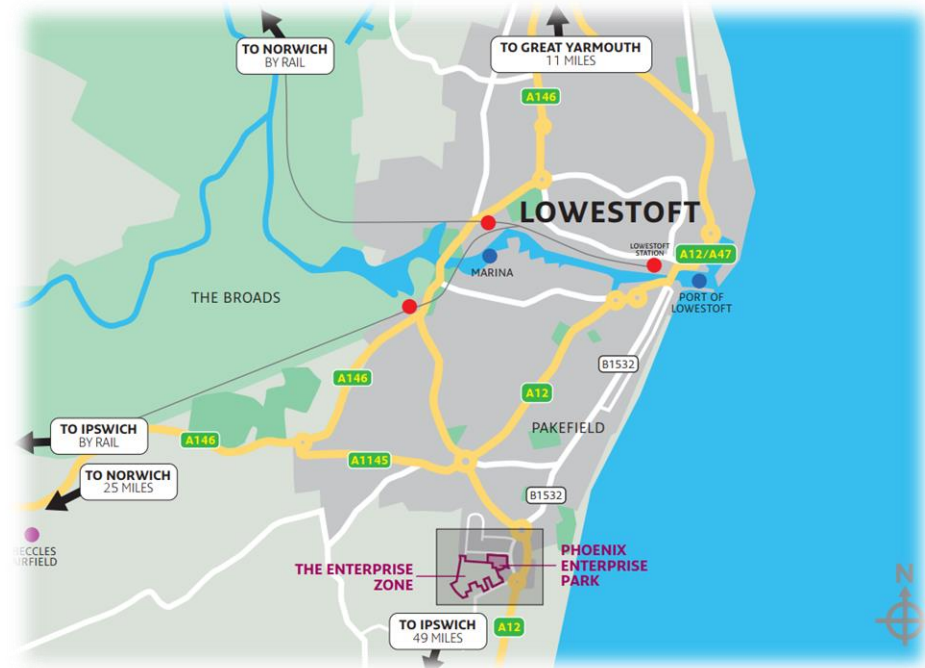 TO NORWICH
BY RAIL
TO GREAT YARMOUTH
11 MILES
A146
LOWESTOFT
LOWESTOFT
STATION
A12/A47
MARINA
THE BROADS
PORT OF
LOWESTOFT
B1532
A146
A12
PAKEFIELD
TO IPSWICH
BY RAIL
A146
A1145
TO NORWICH
25 MILES
B1532
ECCLES
IRFIELD
THE ENTERPRISE
ZONE
PHOENIX
ENTERPRISE
PARK
N
TO IPSWICH
49 MILES
A12